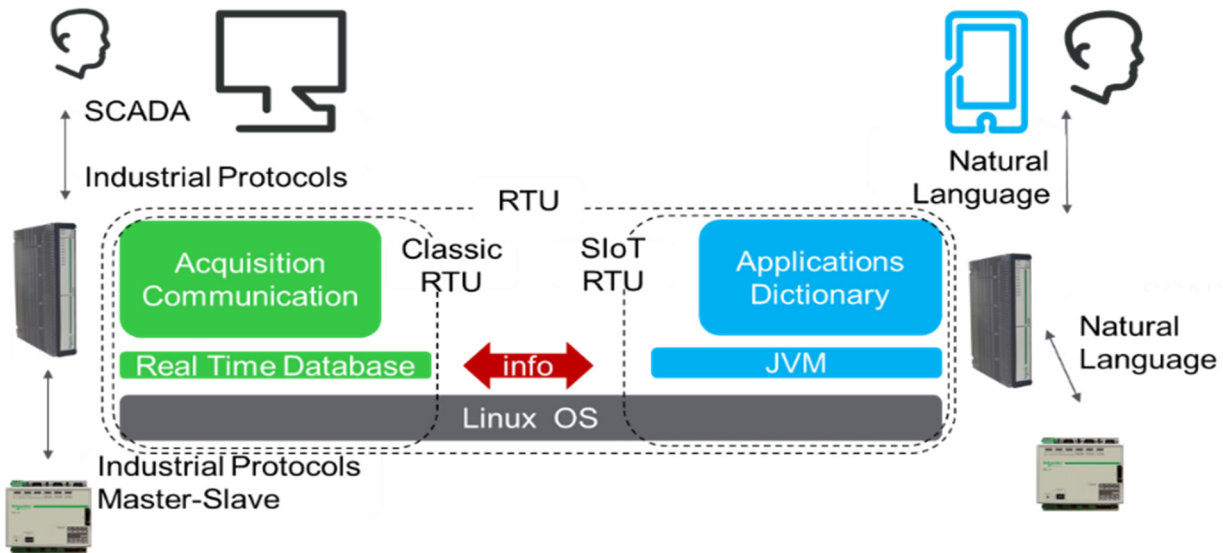 SCADA
Industrial Protocols
Natural
Language
RTU
Classic
RTU
SIoT
RTU
Acquisition
Communication
Applications
Dictionary
Real Time Database
info
JVM
Linux OS
Natural
Language
Industrial Protocols
Master-Slave